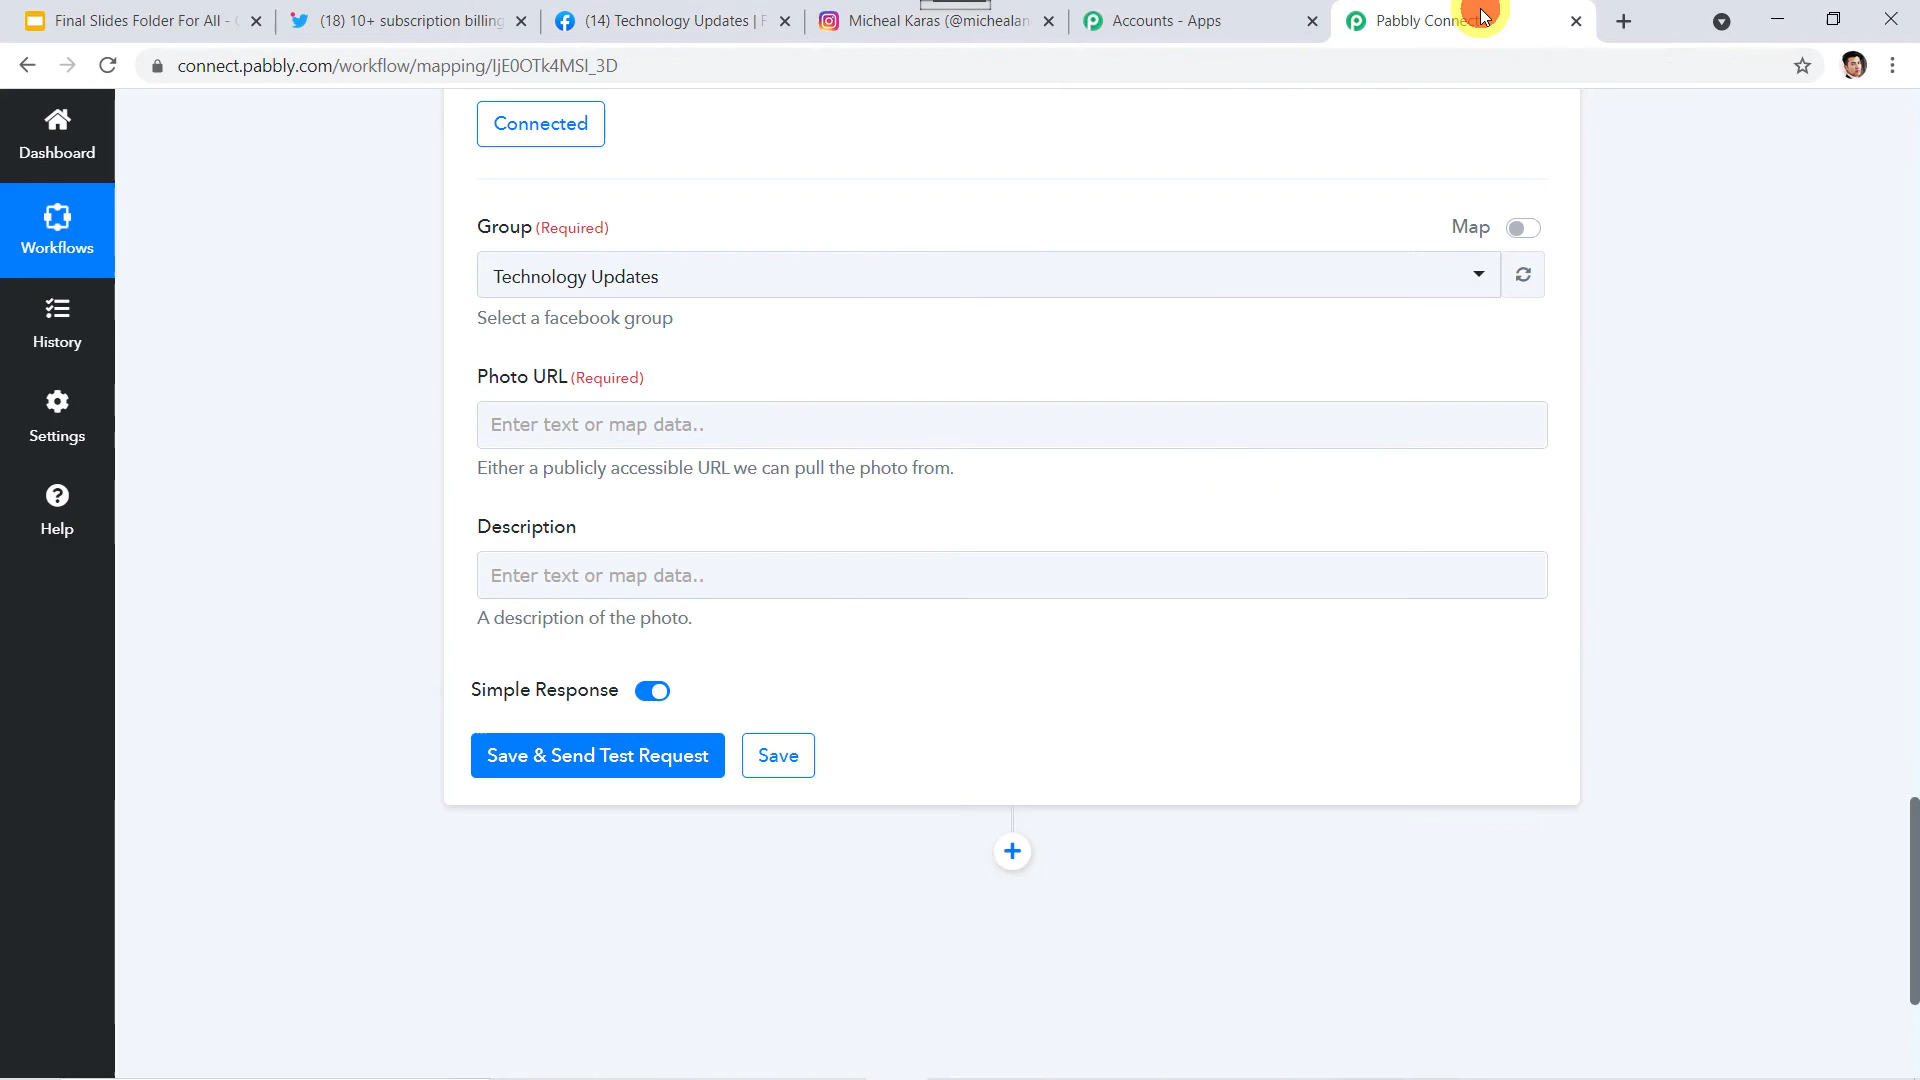 Final Slides Folder For All -
(18) 10+ subscription billing
(14) Technology Updates | F
Micheal Karas (@michealan
Accounts - Apps
Pabbly Connect
connect.pabbly.com/workflow/mapping/IjE0OTk4MSI_3D
Dashboard
Workflows
History
Settings
Help
Connected
Group (Required)
Map
Technology Updates
Select a facebook group
Photo URL (Required)
Enter text or map data..
Either a publicly accessible URL we can pull the photo from.
Description
Enter text or map data..
A description of the photo.
Simple Response
Save & Send Test Request
Save